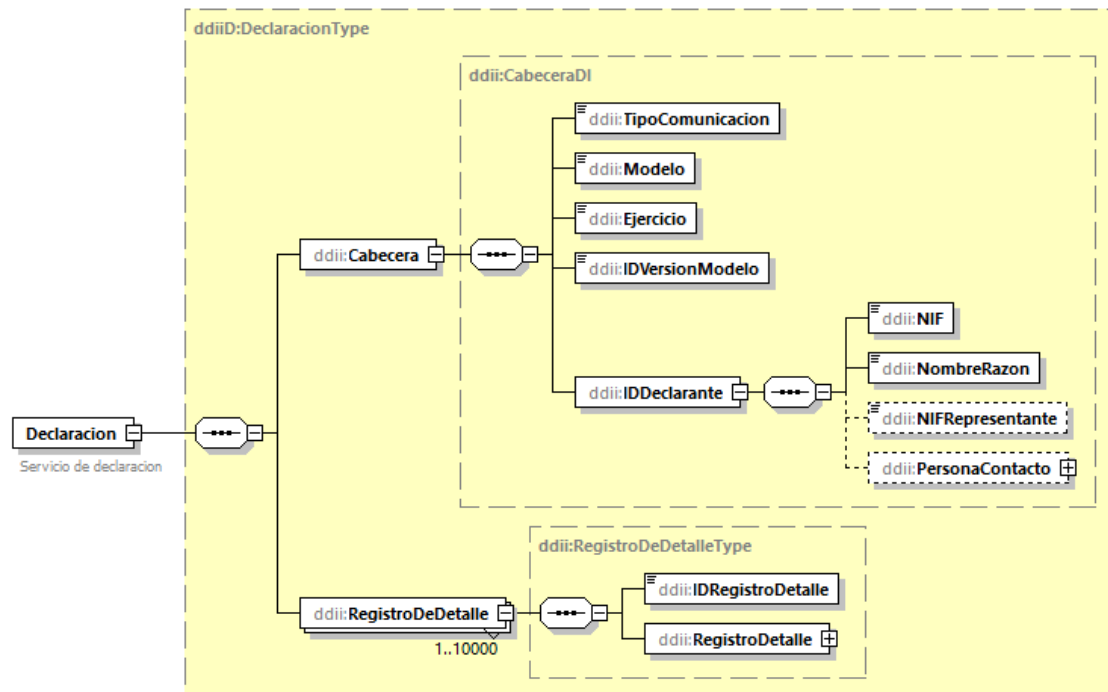 ddiiD:DeclaracionType
ddii:CabeceraDI
ddii:TipoComunicacion
ddii:Modelo
ddii:Ejercicio
ddii:Cabecera
ddii:IDVersionModelo
ddii:NIF
ddii:NombreRazon
ddii:IDDeclarante
ddii:NIFRepresentante
Declaracion
Servicio de declaracion
ddii:PersonaContacto
ddii:RegistroDeDetalleType
ddii:IDRegistroDetalle
ddii:RegistroDeDetalle
ddii:RegistroDetalle
1..10000